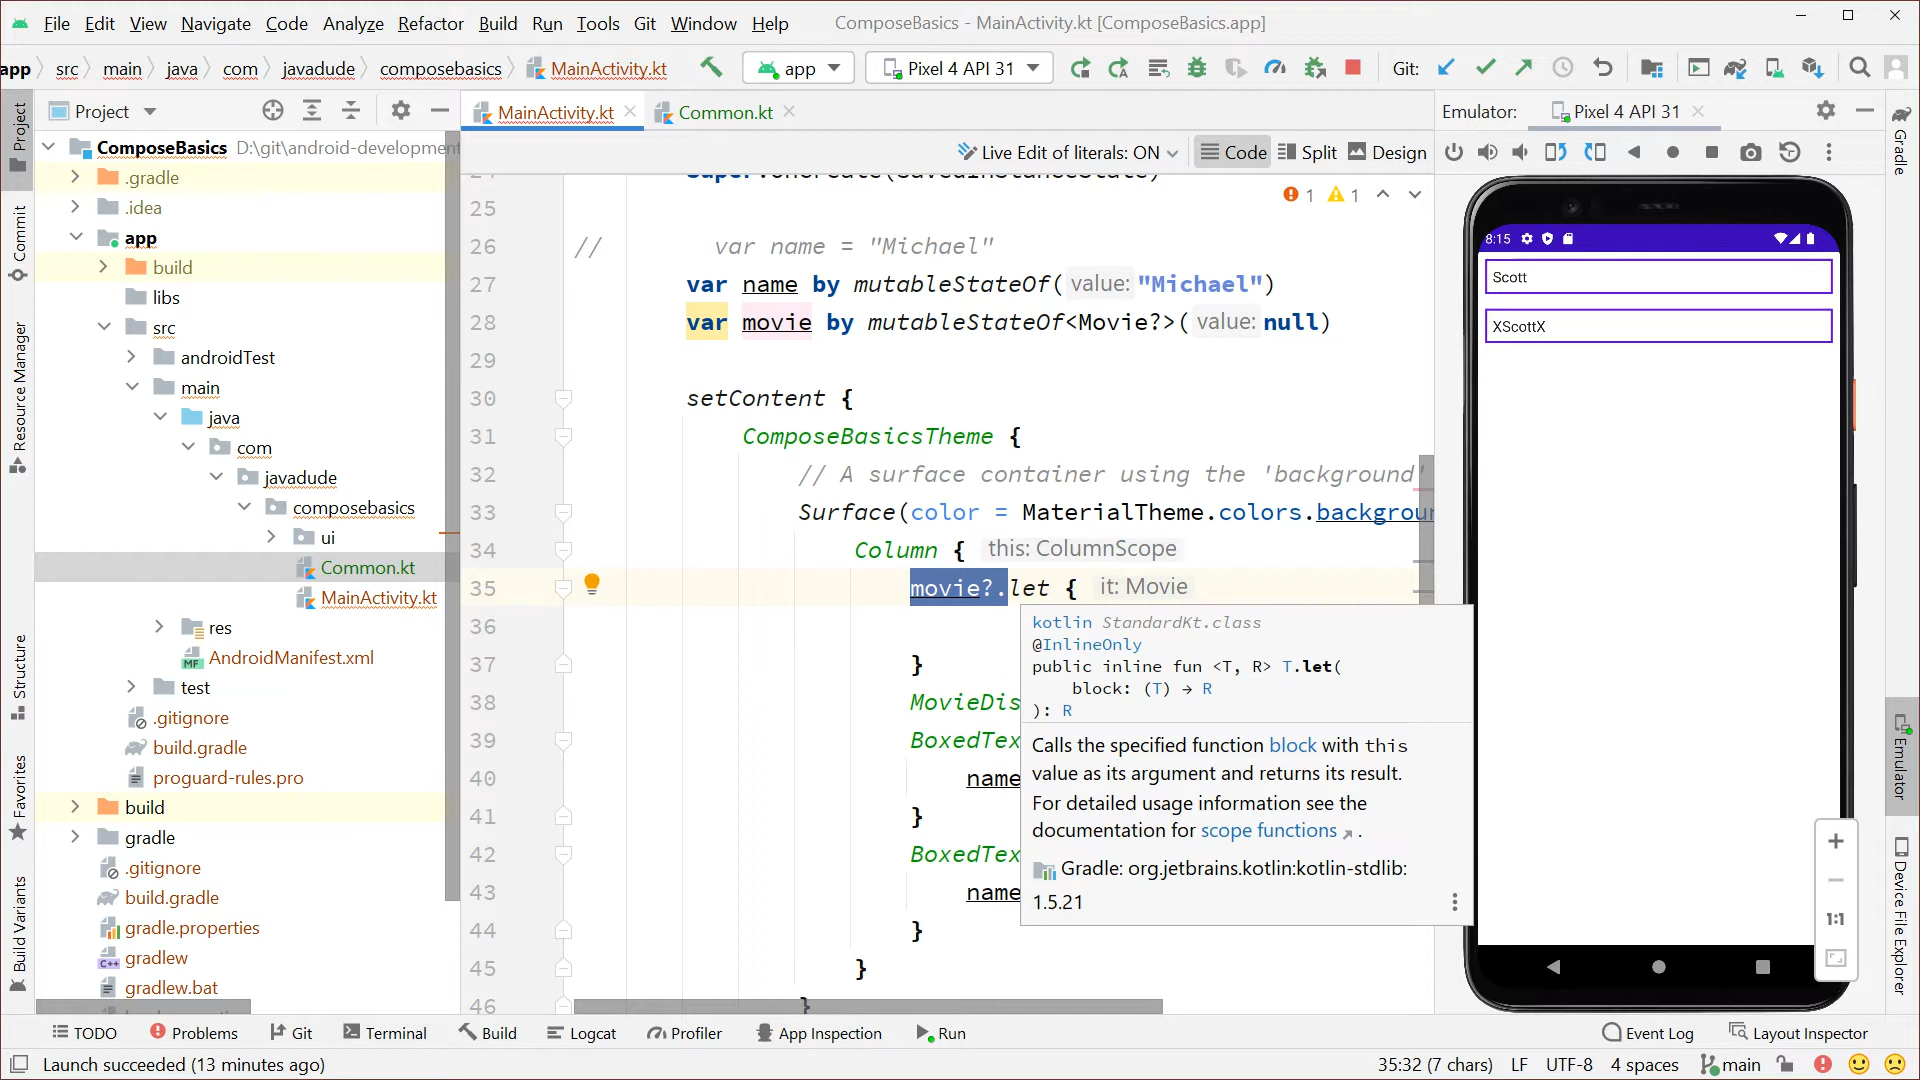 File Edit View Navigate Code Analyze Refactor Build Run Tools Git Window Help ComposeBasics - MainActivity.kt [ComposeBasics.app]
app src main java com javadude composebasics MainActivity.kt app Pixel 4 API 31 Git:
Project MainActivity.kt Common.kt Emulator: Pixel 4 API 31
Live Edit of literals: ON Code Split Design
ComposeBasics D:\git\android-development
.gradle
.idea
app
build
libs
src
androidTest
main
java
com
javadude
composebasics
ui
Common.kt
MainActivity.kt
res
AndroidManifest.xml
test
.gitignore
build.gradle
proguard-rules.pro
build
gradle
.gitignore
build.gradle
gradle.properties
gradlew
gradlew.bat
1 1
25
26 // var name = "Michael"
27 var name by mutableStateOf( value: "Michael")
28 var movie by mutableStateOf<Movie?>( value: null)
29
30 setContent {
31 ComposeBasicsTheme {
32 // A surface container using the 'background'
33 Surface(color = MaterialTheme.colors.backgroun
34 Column { this: ColumnScope
35 movie?.let { it: Movie
36
37 }
38 MovieDis
39 BoxedTex
40 name
41 }
42 BoxedTex
43 name
44 }
45 }
46 }
kotlin StandardKt.class
@InlineOnly
public inline fun <T, R> T.let(
block: (T) → R
): R
Calls the specified function block with this
value as its argument and returns its result.
For detailed usage information see the
documentation for scope functions .
Gradle: org.jetbrains.kotlin:kotlin-stdlib:
1.5.21
8:15
Scott
XScottX
1:1
Project
Commit
Resource Manager
Structure
Favorites
Build Variants
Gradle
Emulator
Device File Explorer
TODO Problems Git Terminal Build Logcat Profiler App Inspection Run Event Log Layout Inspector
Launch succeeded (13 minutes ago) 35:32 (7 chars) LF UTF-8 4 spaces main